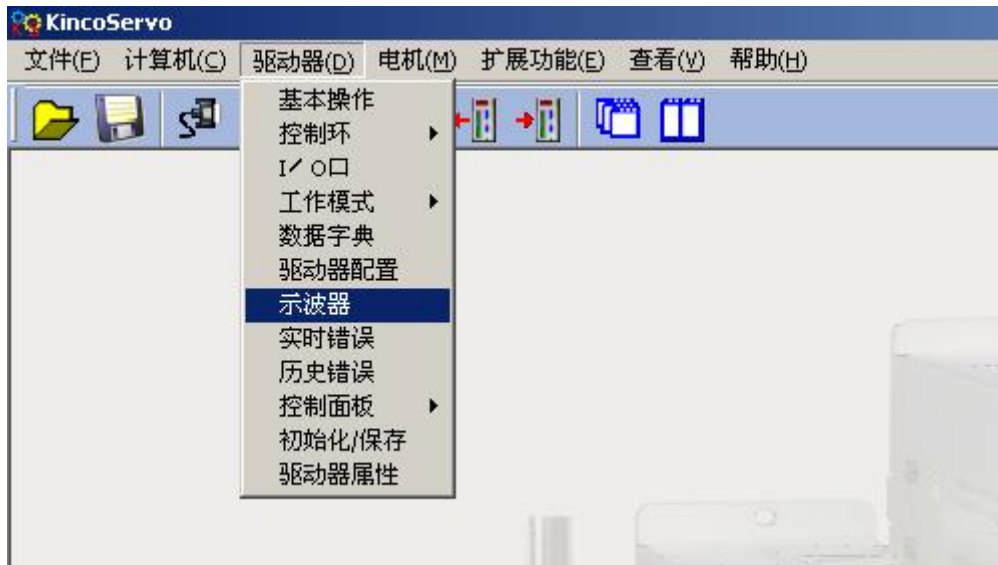 KincoServo
文件(F) 计算机(C) 驱动器(D) 电机(M) 扩展功能(E) 查看(V) 帮助(H)
基本操作
控制环
I/O口
工作模式
数据字典
驱动器配置
示波器
实时错误
历史错误
控制面板
初始化/保存
驱动器属性